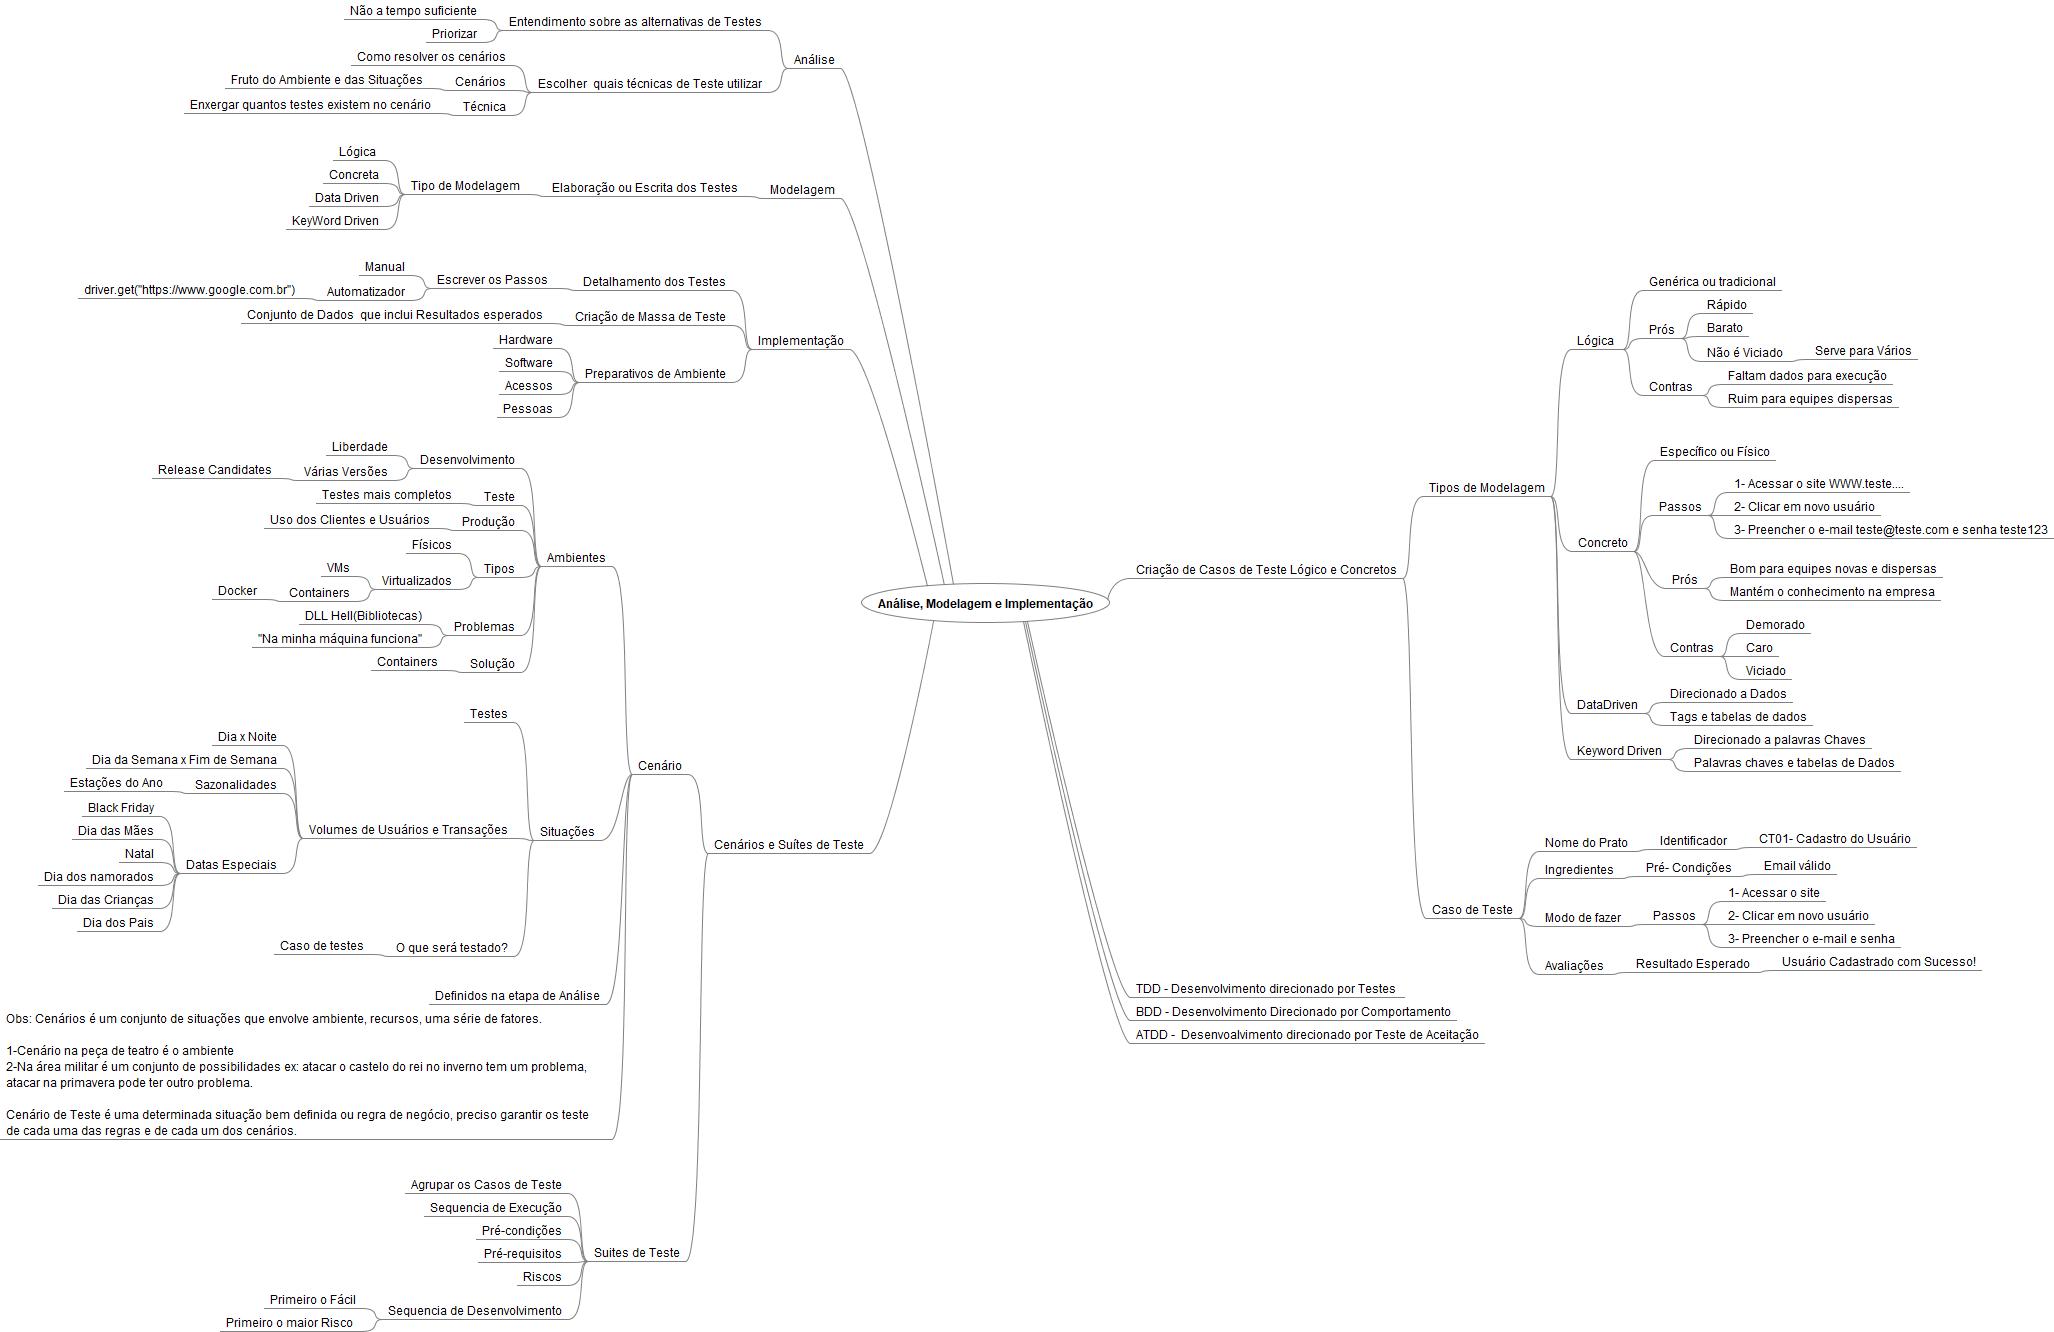 Análise, Modelagem e Implementação
Análise
Entendimento sobre as alternativas de Testes
Não a tempo suficiente
Priorizar
Escolher quais técnicas de Teste utilizar
Como resolver os cenários
Cenários
Fruto do Ambiente e das Situações
Técnica
Enxergar quantos testes existem no cenário
Modelagem
Elaboração ou Escrita dos Testes
Tipo de Modelagem
Lógica
Concreta
Data Driven
KeyWord Driven
Implementação
Detalhamento dos Testes
Escrever os Passos
Manual
Automatizador
driver.get("https://www.google.com.br")
Criação de Massa de Teste
Conjunto de Dados que inclui Resultados esperados
Preparativos de Ambiente
Hardware
Software
Acessos
Pessoas
Cenários e Suítes de Teste
Cenário
Ambientes
Desenvolvimento
Liberdade
Várias Versões
Release Candidates
Teste
Testes mais completos
Produção
Uso dos Clientes e Usuários
Tipos
Físicos
Virtualizados
VMs
Containers
Docker
Problemas
DLL Hell(Bibliotecas)
"Na minha máquina funciona"
Solução
Containers
Situações
Testes
Volumes de Usuários e Transações
Dia x Noite
Dia da Semana x Fim de Semana
Sazonalidades
Estações do Ano
Datas Especiais
Black Friday
Dia das Mães
Natal
Dia dos namorados
Dia das Crianças
Dia dos Pais
O que será testado?
Caso de testes
Definidos na etapa de Análise
Obs: Cenários é um conjunto de situações que envolve ambiente, recursos, uma série de fatores.
1-Cenário na peça de teatro é o ambiente
2-Na área militar é um conjunto de possibilidades ex: atacar o castelo do rei no inverno tem um problema,
atacar na primavera pode ter outro problema.
Cenário de Teste é uma determinada situação bem definida ou regra de negócio, preciso garantir os teste
de cada uma das regras e de cada um dos cenários.
Suites de Teste
Agrupar os Casos de Teste
Sequencia de Execução
Pré-condições
Pré-requisitos
Riscos
Sequencia de Desenvolvimento
Primeiro o Fácil
Primeiro o maior Risco
Criação de Casos de Teste Lógico e Concretos
Tipos de Modelagem
Lógica
Genérica ou tradicional
Prós
Rápido
Barato
Não é Viciado
Serve para Vários
Contras
Faltam dados para execução
Ruim para equipes dispersas
Concreto
Específico ou Físico
Passos
1- Acessar o site WWW.teste....
2- Clicar em novo usuário
3- Preencher o e-mail teste@teste.com e senha teste123
Prós
Bom para equipes novas e dispersas
Mantém o conhecimento na empresa
Contras
Demorado
Caro
Viciado
DataDriven
Direcionado a Dados
Tags e tabelas de dados
Keyword Driven
Direcionado a palavras Chaves
Palavras chaves e tabelas de Dados
Caso de Teste
Nome do Prato
Identificador
CT01- Cadastro do Usuário
Ingredientes
Pré- Condições
Email válido
Modo de fazer
Passos
1- Acessar o site
2- Clicar em novo usuário
3- Preencher o e-mail e senha
Avaliações
Resultado Esperado
Usuário Cadastrado com Sucesso!
TDD - Desenvolvimento direcionado por Testes
BDD - Desenvolvimento Direcionado por Comportamento
ATDD - Desenvoalvimento direcionado por Teste de Aceitação